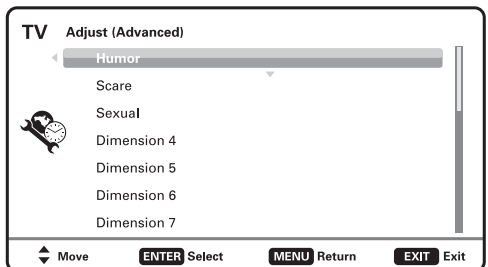 TV Adjust (Advanced)
Humor
Scare
Sexual
Dimension 4
Dimension 5
Dimension 6
Dimension 7
Move ENTER Select MENU Return EXIT Exit